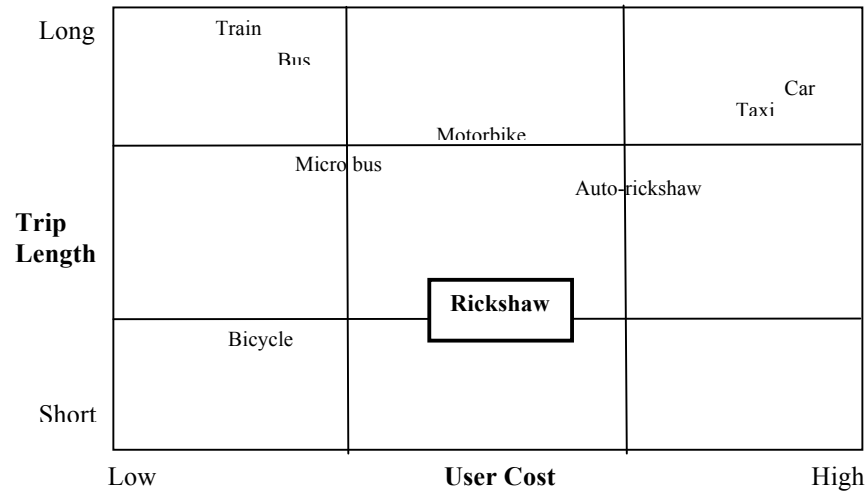 Long
Train
Bus
Car
Taxi
Motorbike
Micro bus
Auto-rickshaw
Trip
Length
Rickshaw
Bicycle
Short
Low
User Cost
High